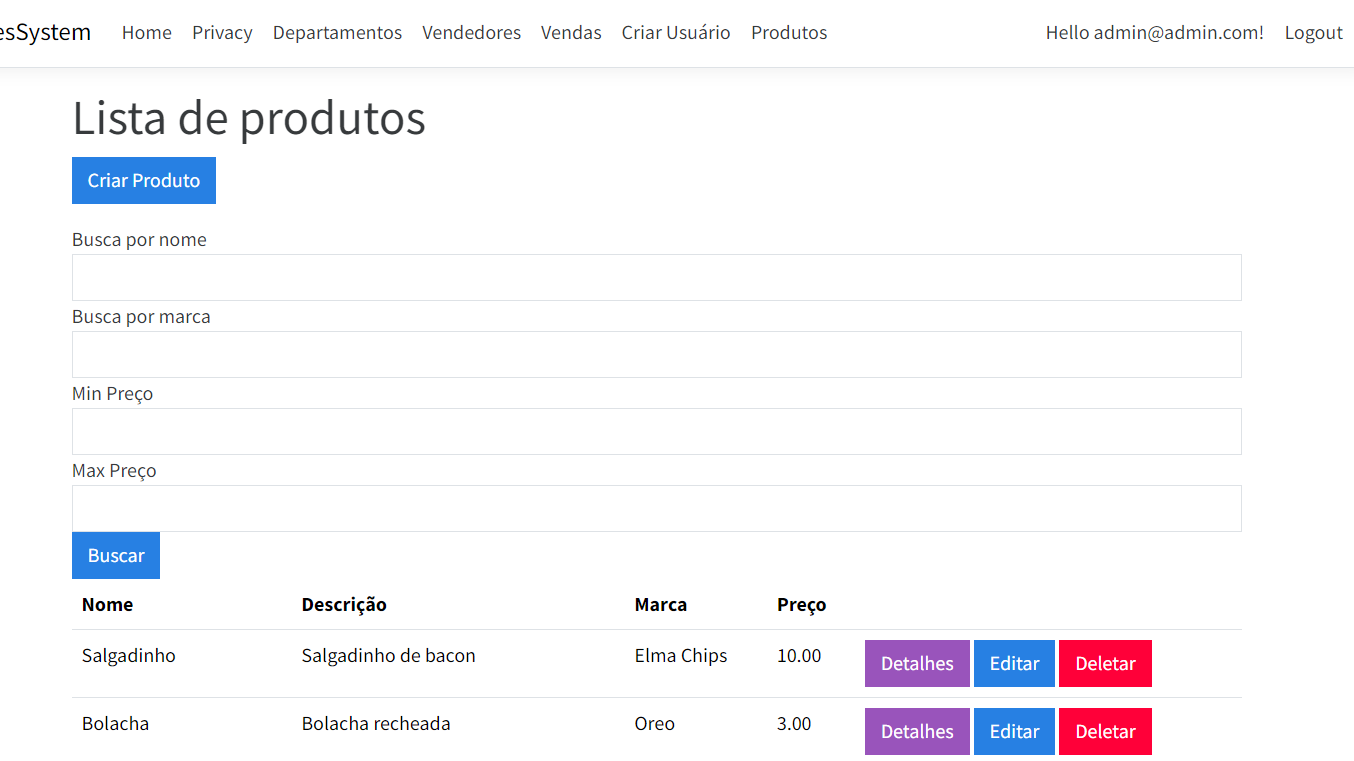 esSystem Home Privacy Departamentos Vendedores Vendas Criar Usuário Produtos Hello admin@admin.com! Logout
Lista de produtos
Criar Produto
Busca por nome
Busca por marca
Min Preço
Max Preço
Buscar
Nome Descrição Marca Preço
Salgadinho Salgadinho de bacon Elma Chips 10.00 Detalhes Editar Deletar
Bolacha Bolacha recheada Oreo 3.00 Detalhes Editar Deletar